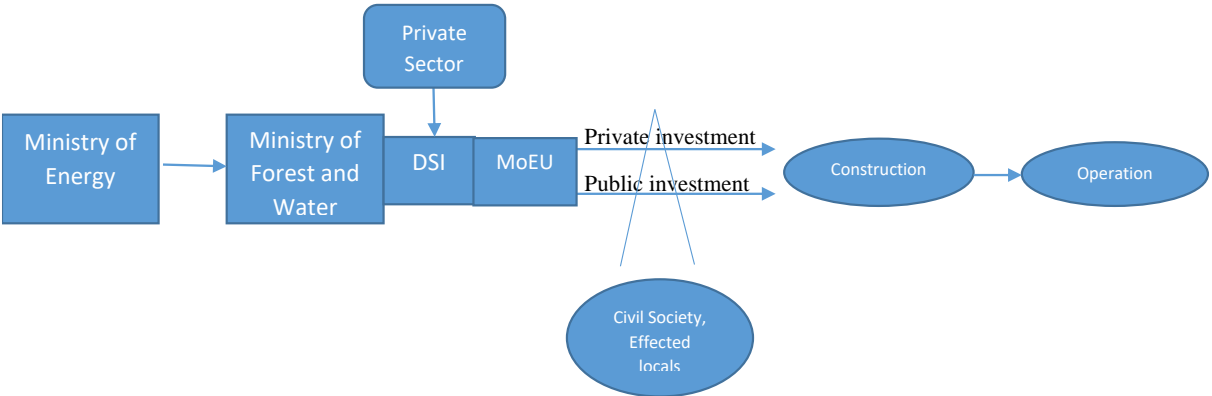 Private
Sector
Ministry of
Energy
Ministry of
Forest and
Water
DSI
MoEU
Private investment
Public investment
Construction
Operation
Civil Society,
Effected
locals